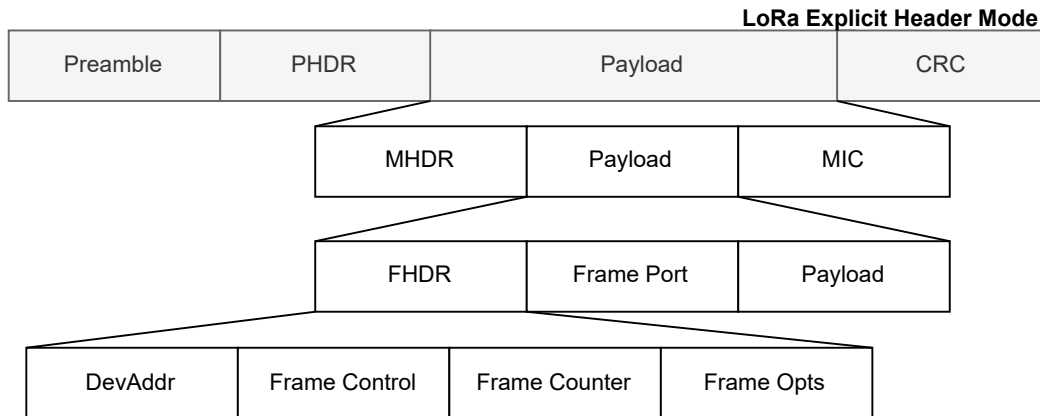 LoRa Explicit Header Mode
Preamble PHDR Payload CRC
MHDR Payload MIC
FHDR Frame Port Payload
DevAddr Frame Control Frame Counter Frame Opts